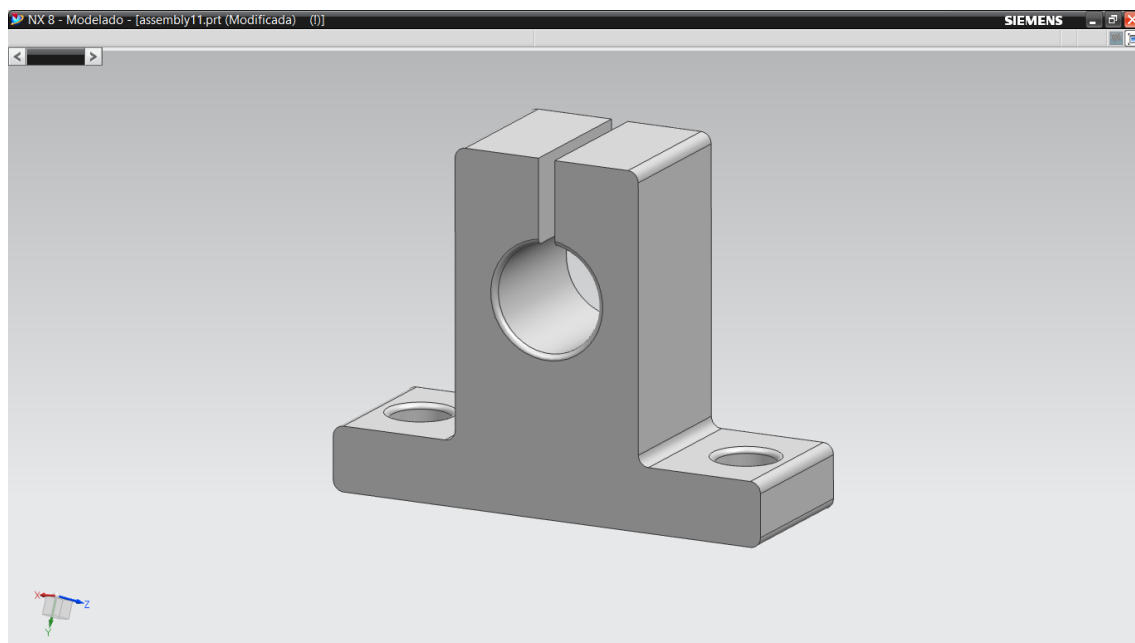 NX 8 - Modelado - [assembly11.prt (Modificada) (!)]
SIEMENS
X
Z
Y